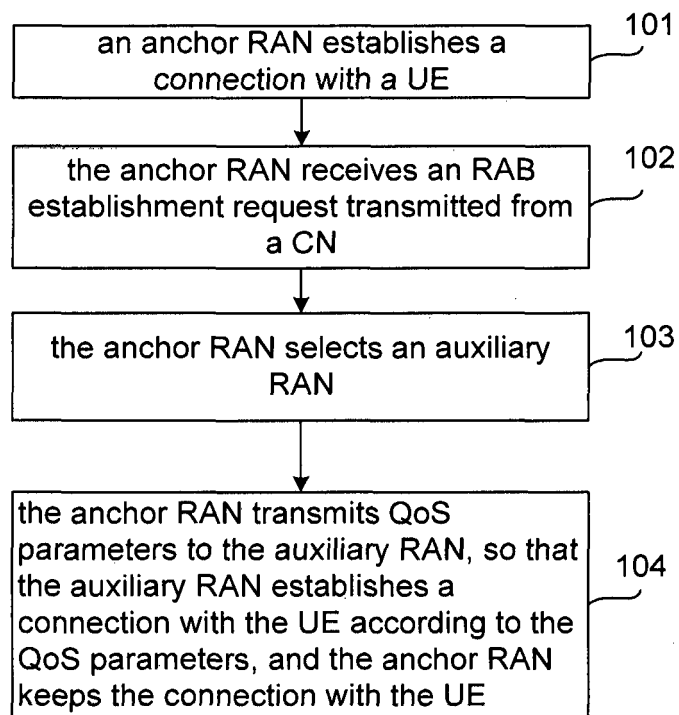 an anchor RAN establishes a
connection with a UE
101
the anchor RAN receives an RAB
establishment request transmitted from
a CN
102
the anchor RAN selects an auxiliary
RAN
103
the anchor RAN transmits QoS
parameters to the auxiliary RAN, so that
the auxiliary RAN establishes a
connection with the UE according to the
QoS parameters, and the anchor RAN
keeps the connection with the UE
104